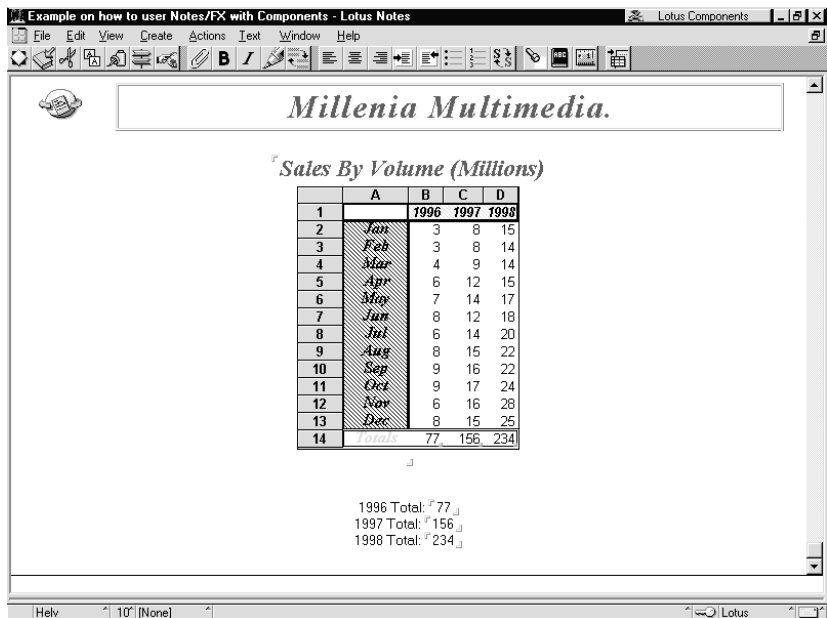 Example on how to user Notes/FX with Components - Lotus Notes Lotus Components
File Edit View Create Actions Text Window Help
Millenia Multimedia.
Sales By Volume (Millions)
A B C D
1 1996 1997 1998
2 Jan 3 8 15
3 Feb 3 8 14
4 Mar 4 9 14
5 Apr 6 12 15
6 May 7 14 17
7 Jun 8 12 18
8 Jul 6 14 20
9 Aug 8 15 22
10 Sep 9 16 22
11 Oct 9 17 24
12 Nov 6 16 28
13 Dec 8 15 25
14 Totals 77 156 234
1996 Total: 77
1997 Total: 156
1998 Total: 234
Helv 10 [None] Lotus